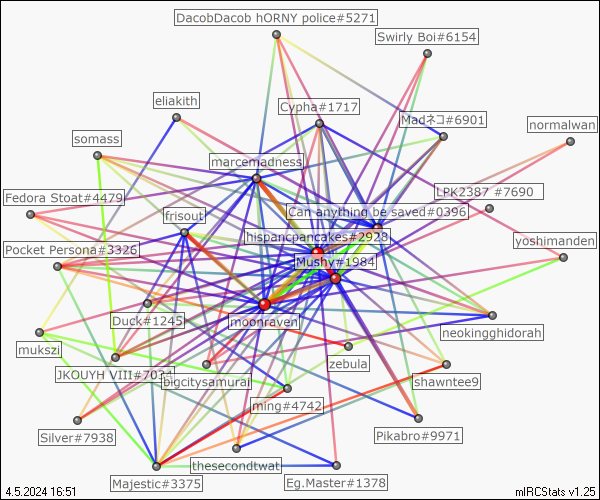 DacobDacob hORNY police#5271
Swirly Boi#6154
eliakith
Cypha#1717
Madネコ#6901
normalwan
somass
marcemadness
Fedora Stoat#4479
LPK2387 #7690
frisout
Can anything be saved#0396
hispancpancakes#2923
yoshimanden
Pocket Persona#3326
Mushy#1984
Duck#1245
moonraven
neokingghidorah
mukszi
zebula
JKOUYH VIII#7034
bigcitysamurai
shawntee9
ming#4742
Silver#7938
Pikabro#9971
thesecondtwat
Majestic#3375
Eg.Master#1378
4.5.2024 16:51
mIRCStats v1.25